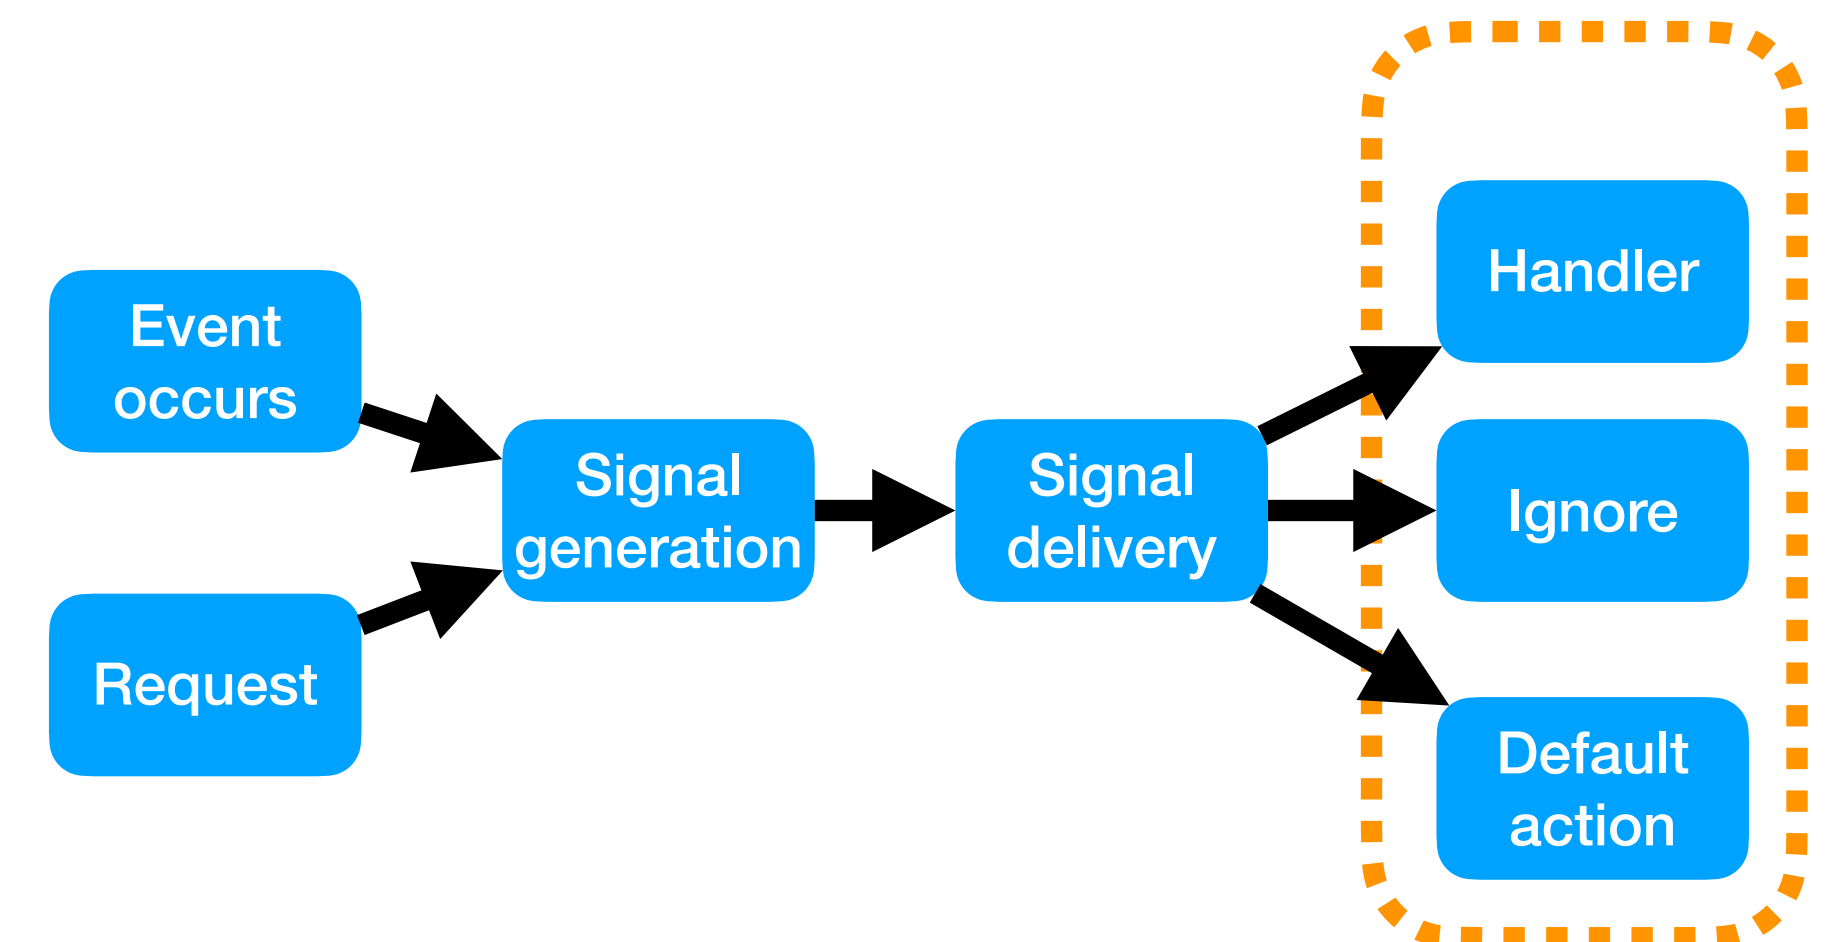 Event
occurs
Request
Signal
generation
Signal
delivery
Handler
Ignore
Default
action